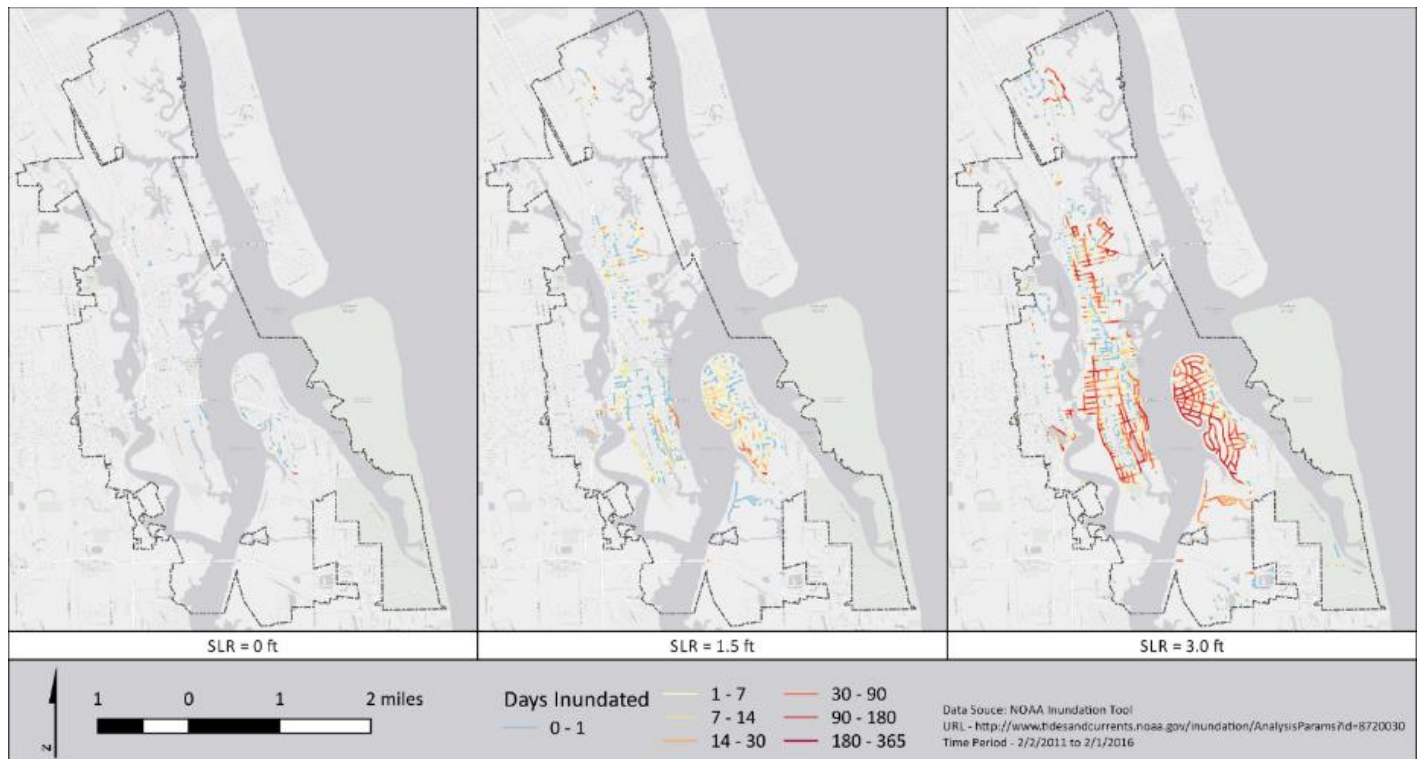 SLR = 0 ft
SLR = 1.5 ft
SLR = 3.0 ft
N
1 0 1 2 miles
Days Inundated
0 - 1
1 - 7
7 - 14
14 - 30
30 - 90
90 - 180
180 - 365
Data Souce: NOAA Inundation Tool
URL - http://www.tidesandcurrents.noaa.gov/inundation/AnalysisParams?id=8720030
Time Period - 2/2/2011 to 2/1/2016